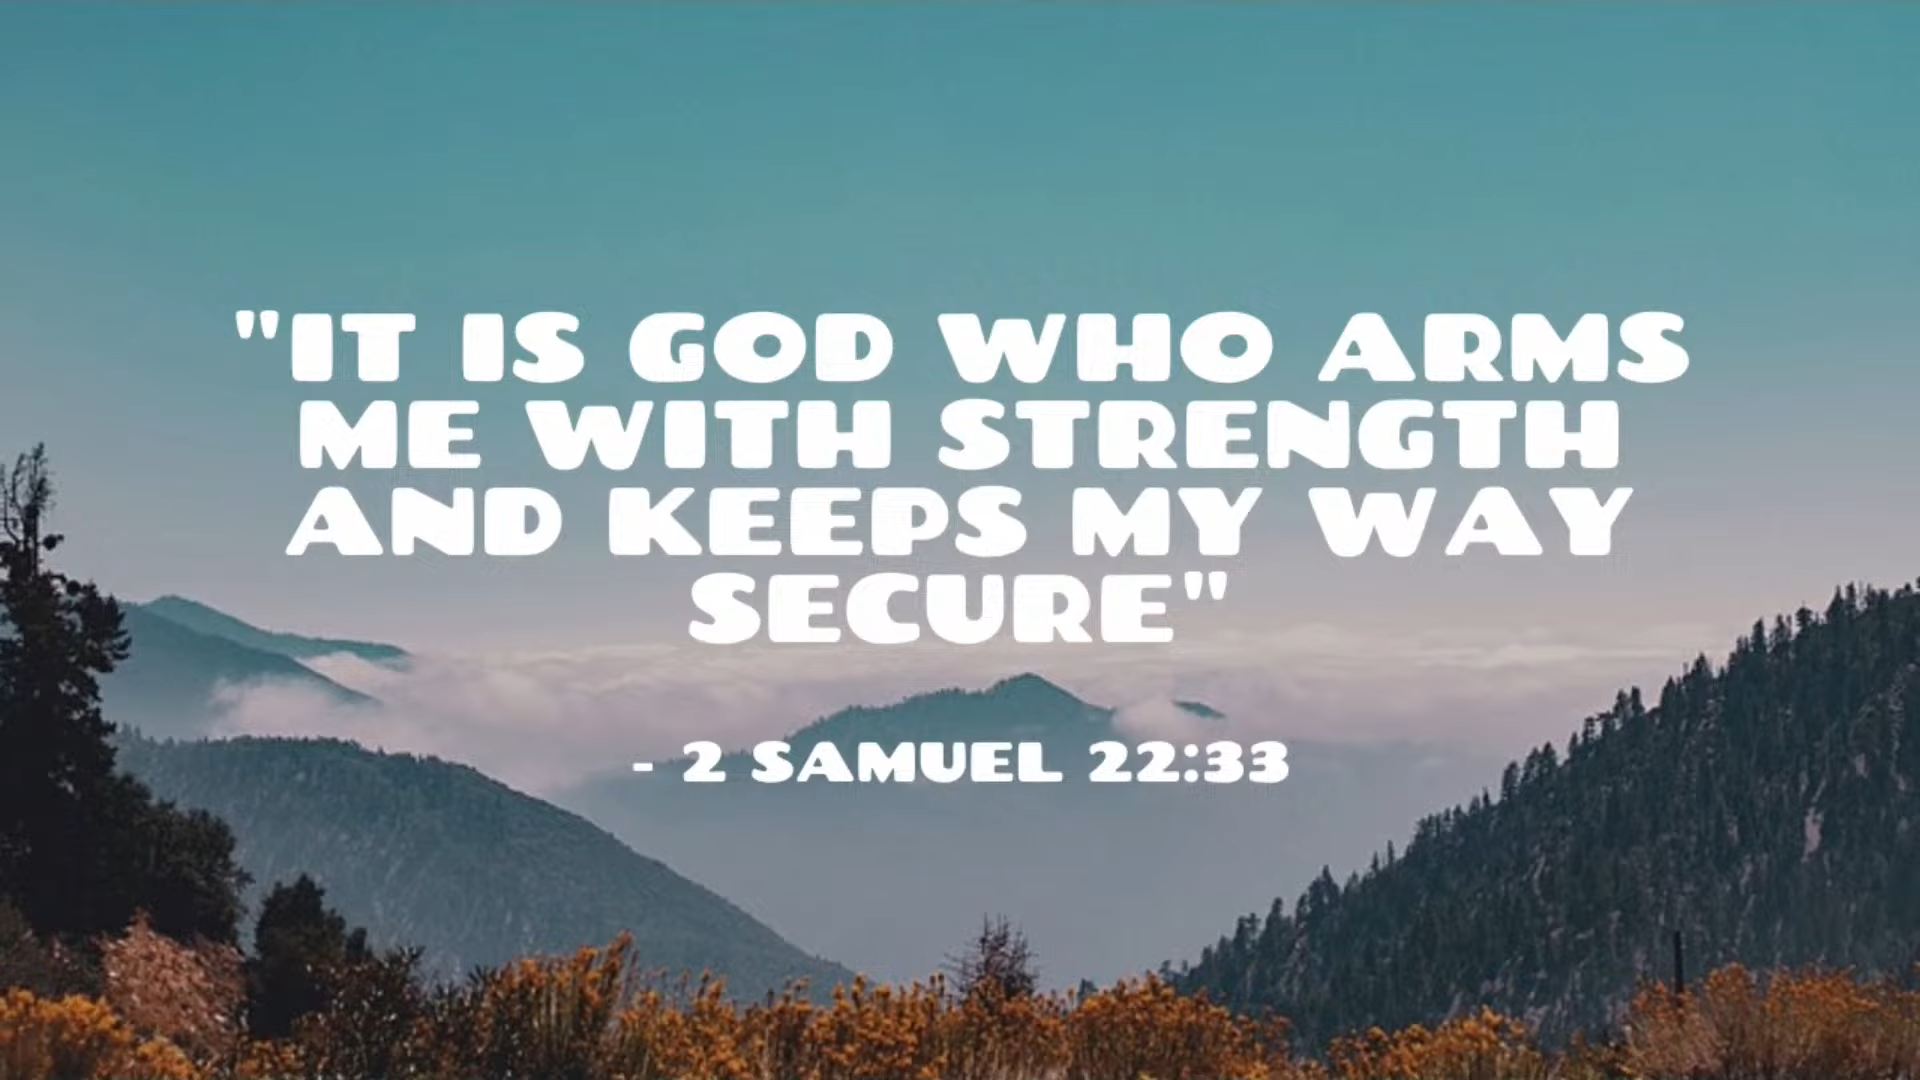 "IT IS GOD WHO ARMS
ME WITH STRENGTH
AND KEEPS MY WAY
SECURE"
- 2 SAMUEL 22:33